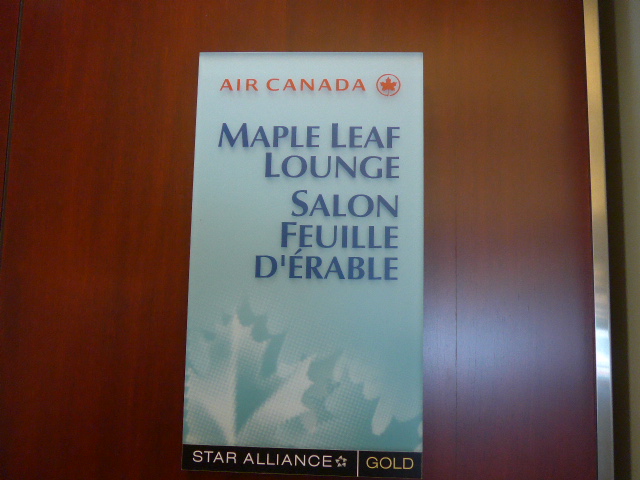 AIR CANADA
MAPLE LEAF
LOUNGE
SALON
FEUILLE
D'ÉRABLE
STAR ALLIANCE GOLD